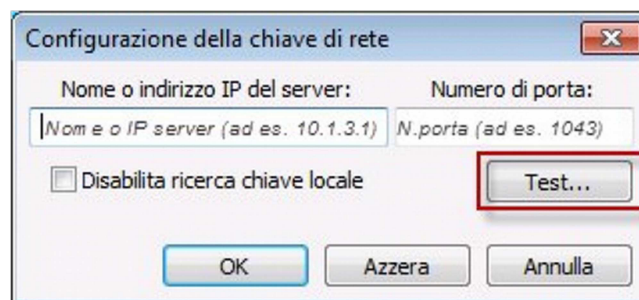 Configurazione della chiave di rete
Nome o indirizzo IP del server: Numero di porta:
Nome o IP server (ad es. 10.1.3.1) N.porta (ad es. 1043)
Disabilita ricerca chiave locale Test...
OK Azzera Annulla